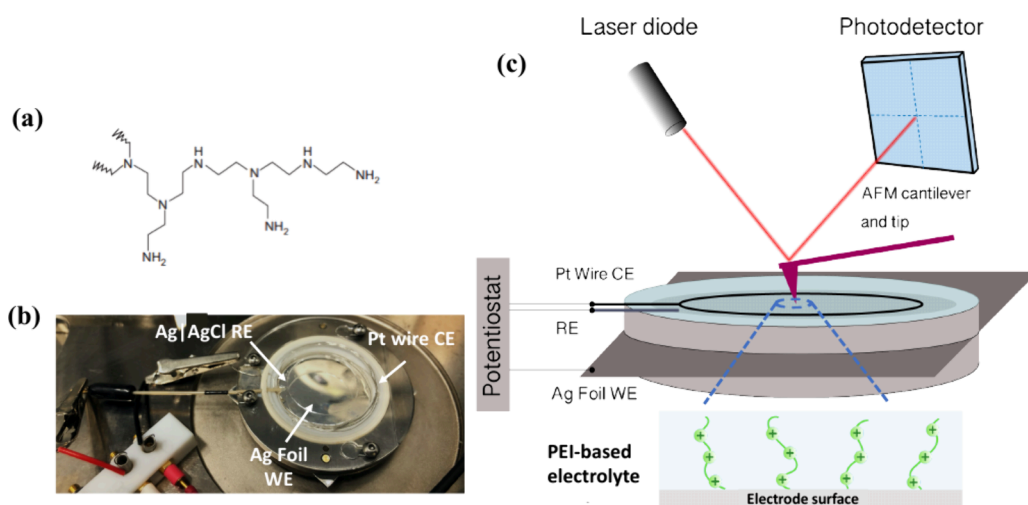 (a)
N
N
H
N
N
H
N
NH₂
NH₂
NH₂
(b)
Ag|AgCl RE
Pt wire CE
Ag Foil
WE
(c)
Laser diode
Photodetector
AFM cantilever
and tip
Potentiostat
Pt Wire CE
RE
Ag Foil WE
PEI-based
electrolyte
+ + + +
+ + + +
+ + + +
Electrode surface